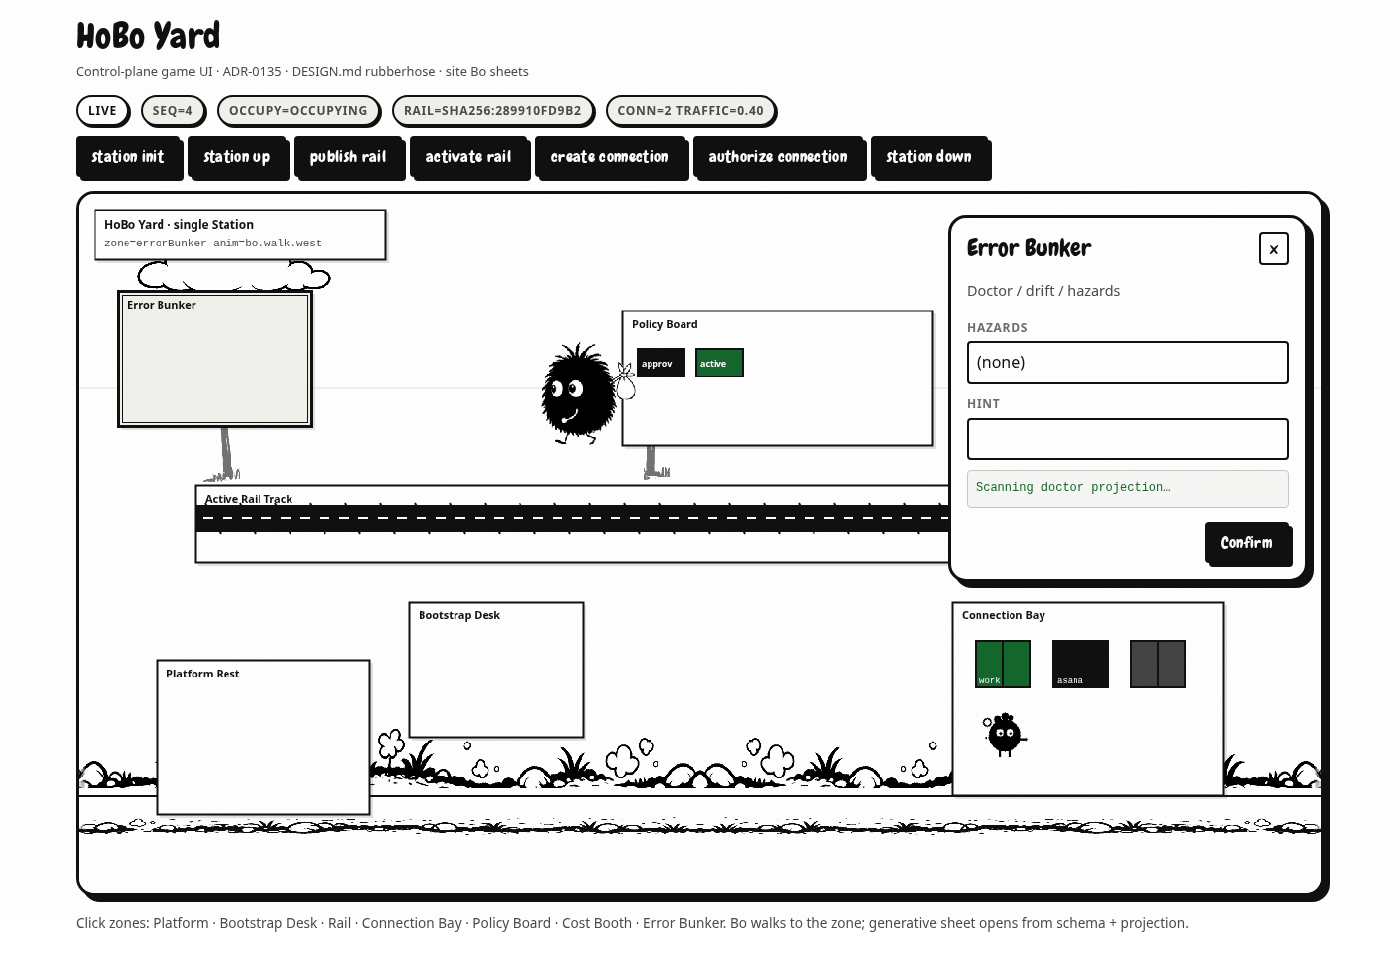 HoBo Yard
Control-plane game UI · ADR-0135 · DESIGN.md rubberhose · site Bo sheets
LIVE
SEQ=4
OCCUPY=OCCUPYING
RAIL=SHA256:289910FD9B2
CONN=2 TRAFFIC=0.40
station init
station up
publish rail
activate rail
create connection
authorize connection
station down
HoBo Yard · single Station
zone=errorBunker anim=bo.walk.west
Error Bunker
Policy Board
approv
active
Active Rail Track
Error Bunker
x
Doctor / drift / hazards
HAZARDS
(none)
HINT
Scanning doctor projection…
Confirm
Bootstrap Desk
Platform Rest
Connection Bay
work
asana
Click zones: Platform · Bootstrap Desk · Rail · Connection Bay · Policy Board · Cost Booth · Error Bunker. Bo walks to the zone; generative sheet opens from schema + projection.